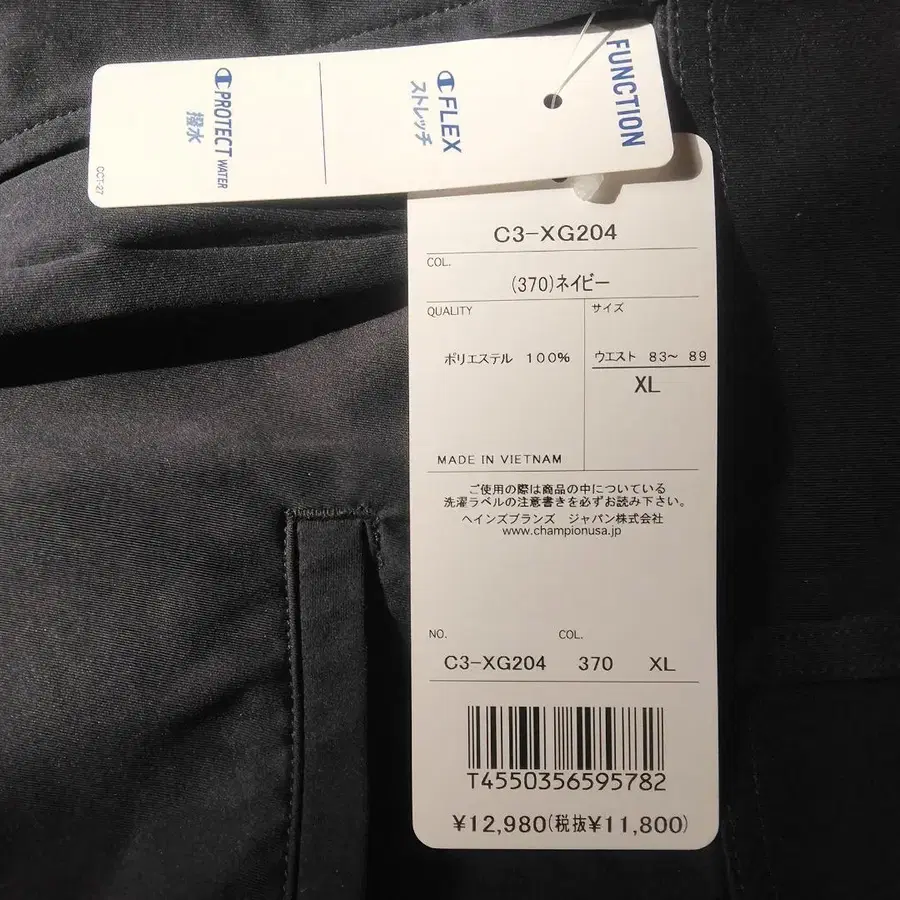 FUNCTION
FLEX
ストレッチ
PROTECT WATER
撥水
CCT-27
C3-XG204
COL.
(370)ネイビー
QUALITY
サイズ
ポリエステル 100%
ウエスト 83~ 89
XL
MADE IN VIETNAM
ご使用の際は商品の中についている
洗濯ラベルの注意書きを必ずお読み下さい。
ヘインズブランズ ジャパン株式会社
www.championusa.jp
NO. COL.
C3-XG204 370 XL
T4550356595782
¥12,980(税抜¥11,800)